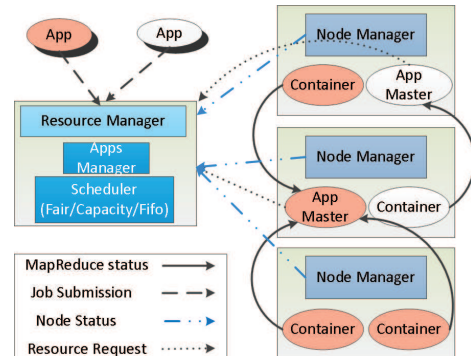 App
App
Resource Manager
Apps
Manager
Scheduler
(Fair/Capacity/Fifo)
Node Manager
Container
App
Master
Node Manager
App
Master
Container
Node Manager
Container
Container
MapReduce status
Job Submission
Node Status
Resource Request